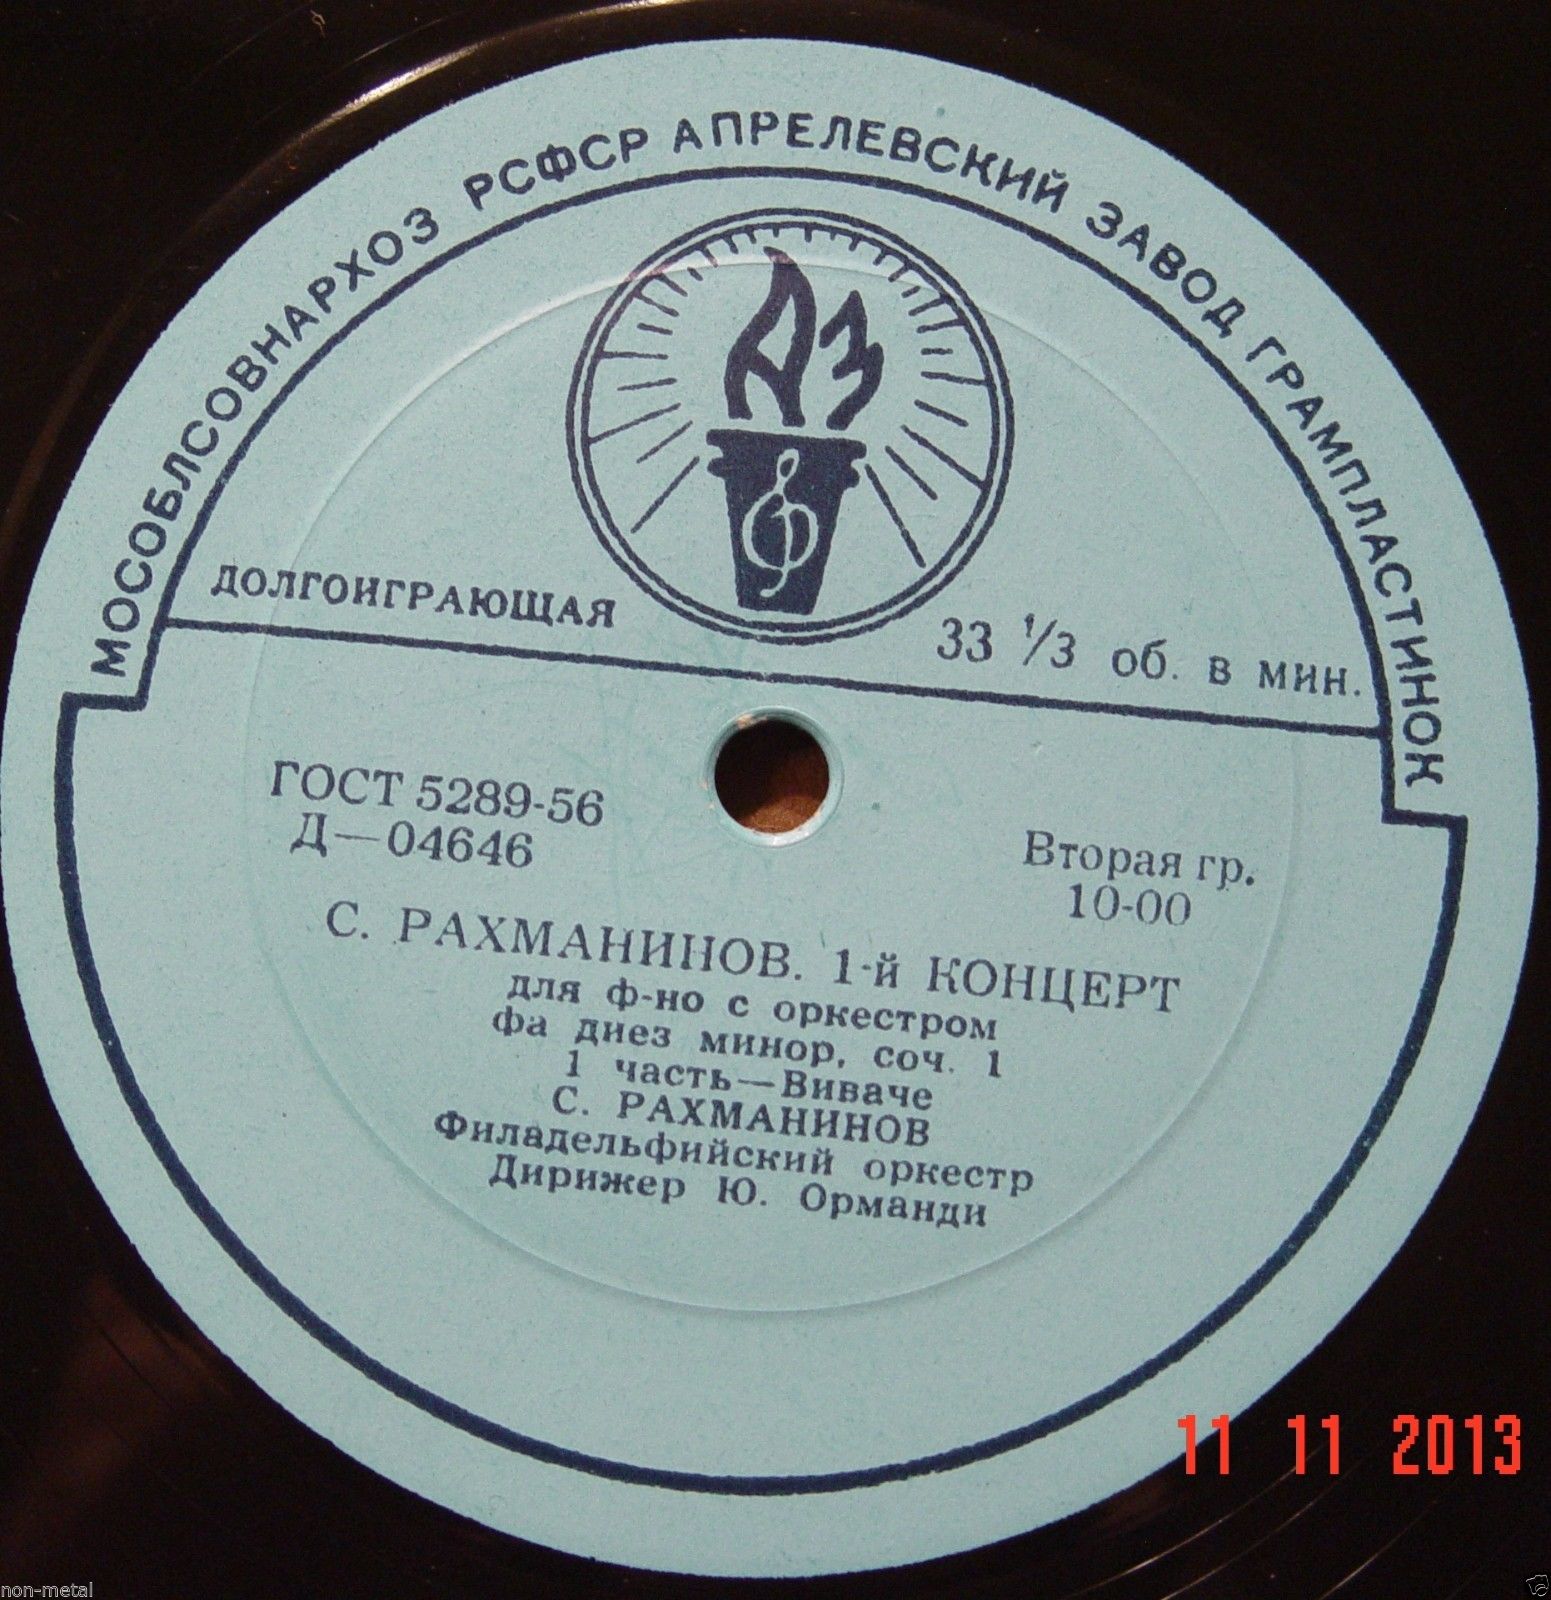 МОСОБЛСОВНАРХОЗ РСФСР АПРЕЛЕВСКИЙ ЗАВОД ГРАМПЛАСТИНОК
АЗ
ДОЛГОИГРАЮЩАЯ
33 1/3 об. в мин.
ГОСТ 5289-56
Д—04646
Вторая гр.
10-00
С. РАХМАНИНОВ. 1-й КОНЦЕРТ
для ф-но с оркестром
фа диез минор, соч. 1
1 часть—Виваче
С. РАХМАНИНОВ
Филадельфийский оркестр
Дирижер Ю. Орманди
11 11 2013
non-metal